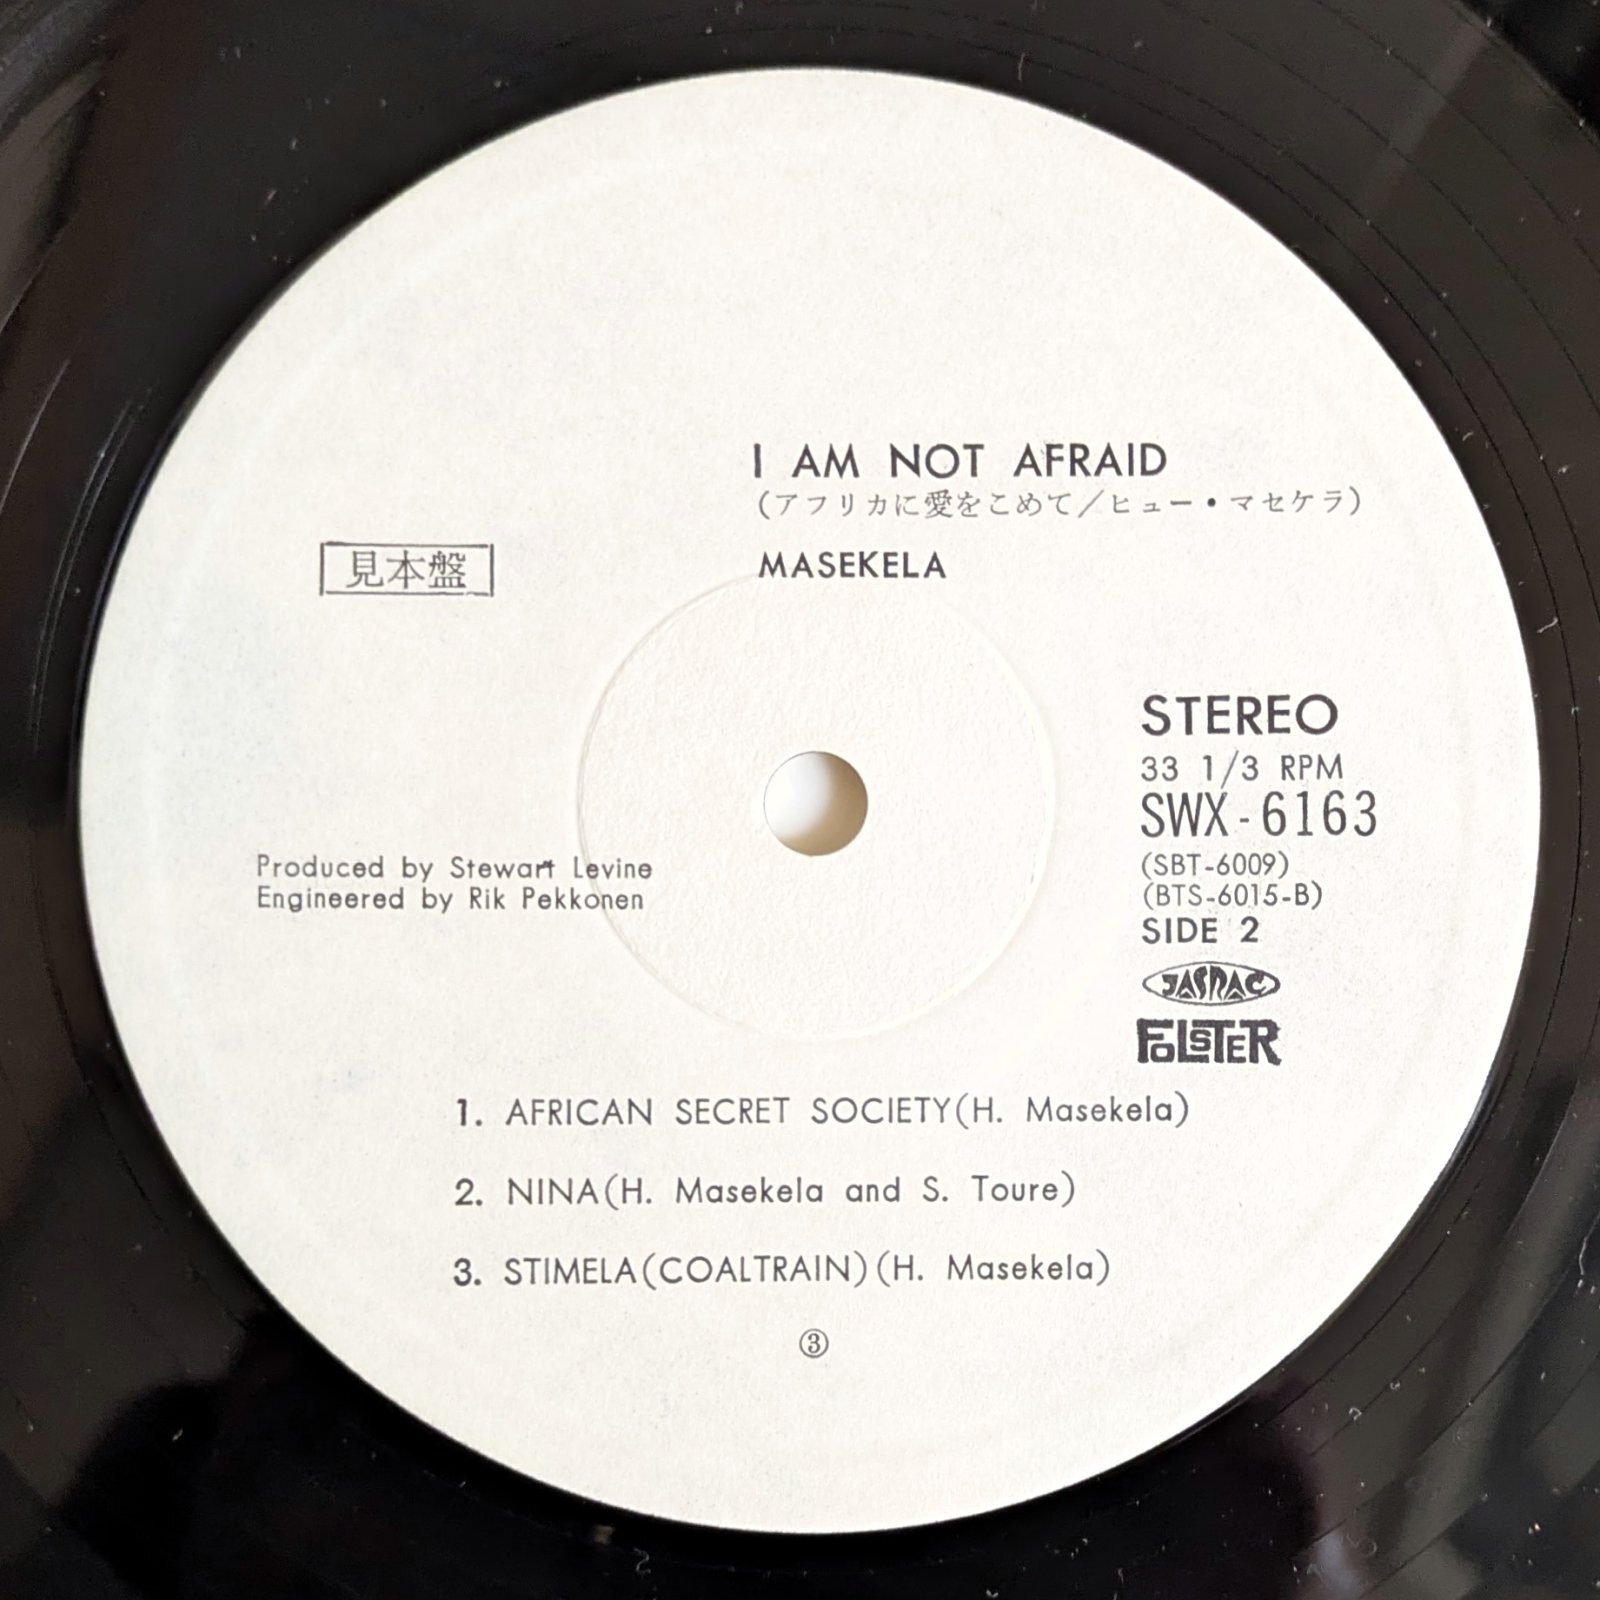 I AM NOT AFRAID
(アフリカに愛をこめて／ヒュー・マセケラ)
見本盤
MASEKELA
STEREO
33 1/3 RPM
SWX-6163
Produced by Stewart Levine
Engineered by Rik Pekkonen
(SBT-6009)
(BTS-6015-B)
SIDE 2
JASRAC
FOLSTER
1. AFRICAN SECRET SOCIETY(H. Masekela)
2. NINA(H. Masekela and S. Toure)
3. STIMELA(COALTRAIN)(H. Masekela)
③